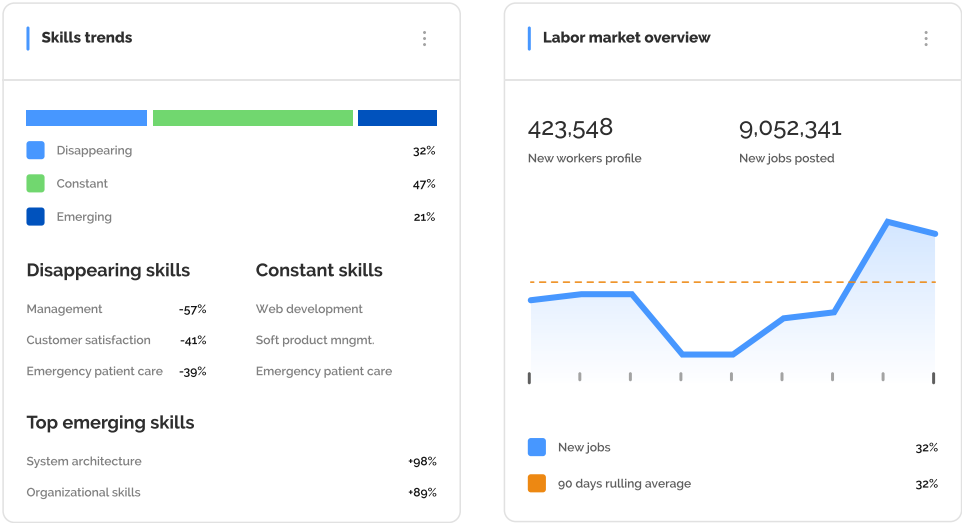 Skills trends
Disappearing 32%
Constant 47%
Emerging 21%
Disappearing skills
Management -57%
Customer satisfaction -41%
Emergency patient care -39%
Constant skills
Web development
Soft product mngmt.
Emergency patient care
Top emerging skills
System architecture +98%
Organizational skills +89%
Labor market overview
423,548
New workers profile
9,052,341
New jobs posted
New jobs 32%
90 days rulling average 32%